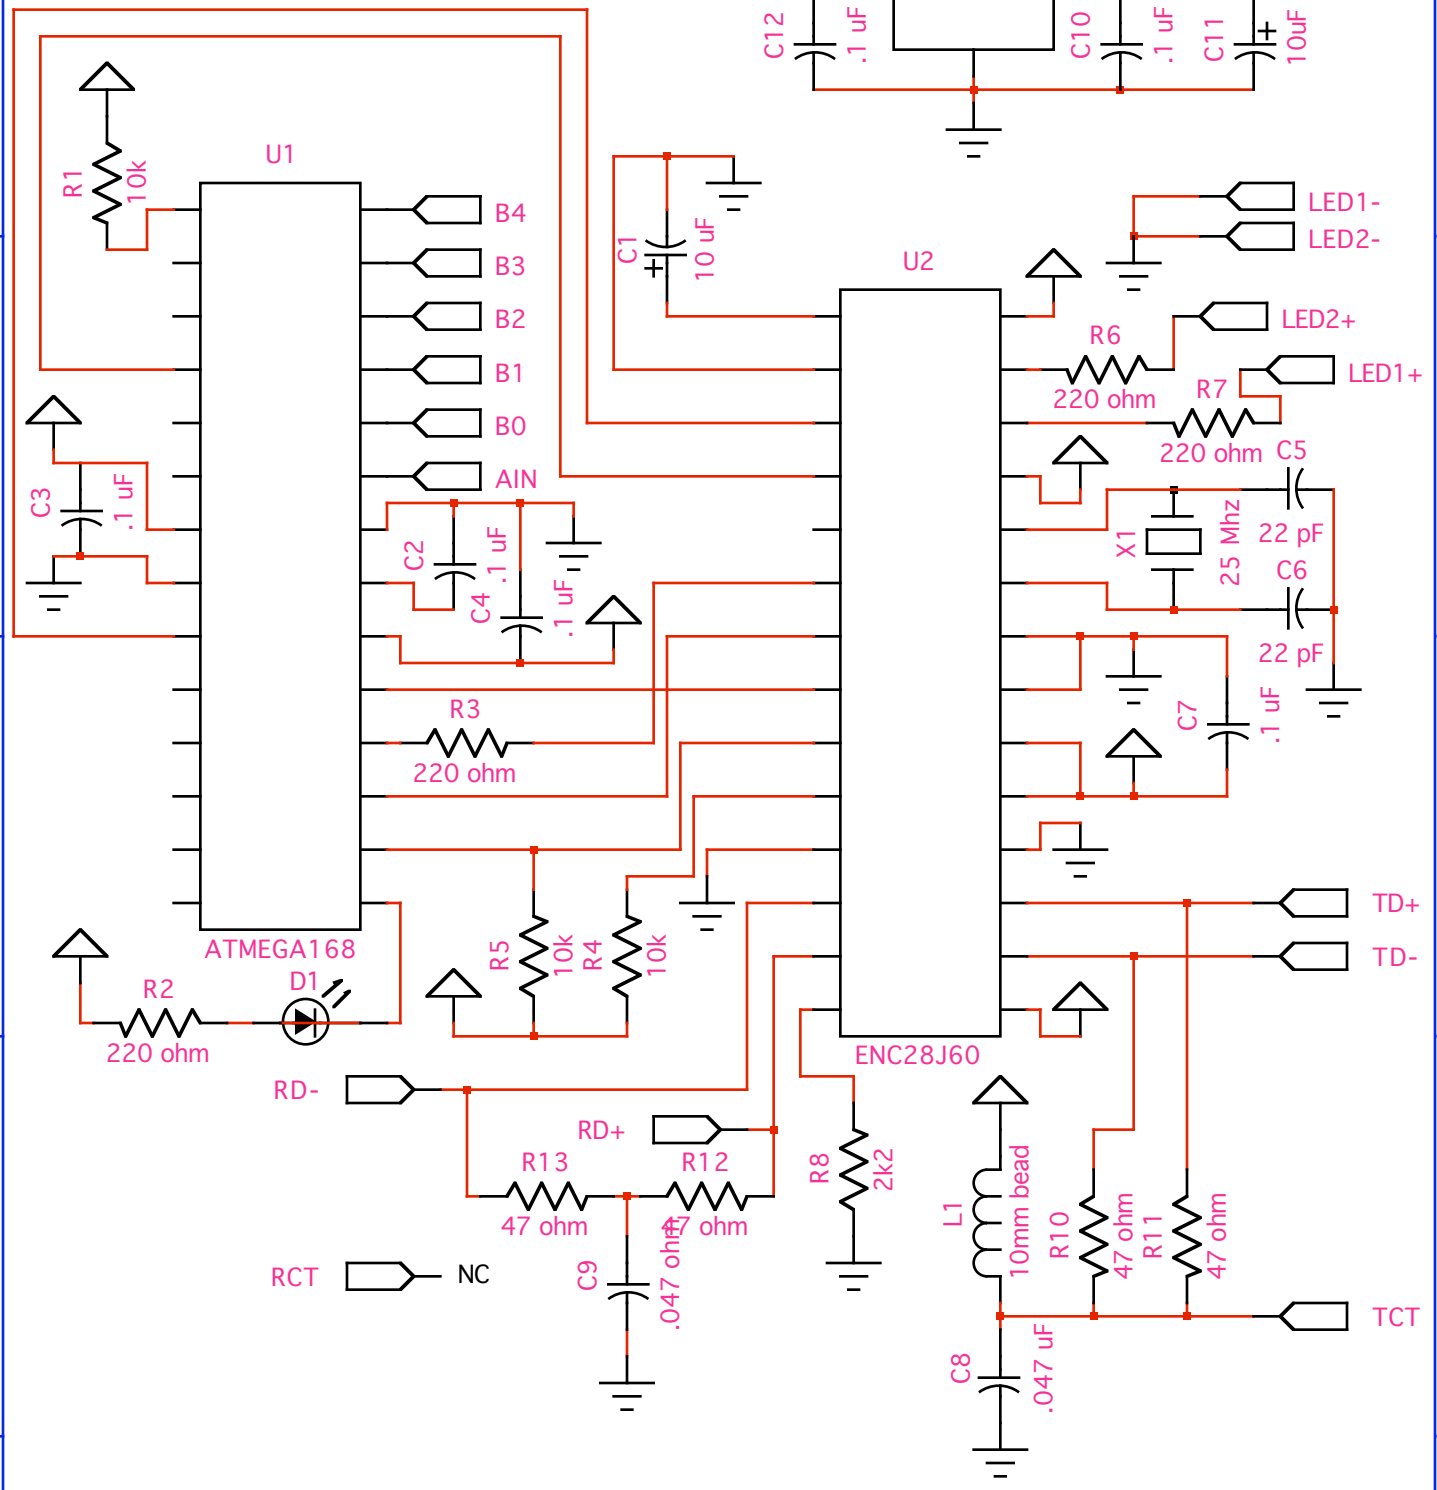 C12
.1 uF
C10
.1 uF
C11
10uF
U1
R1
10k
B4
B3
B2
B1
B0
AIN
C1
10 uF
U2
LED1-
LED2-
LED2+
R6
220 ohm
LED1+
R7
220 ohm
C5
22 pF
X1
25 Mhz
C6
22 pF
C3
.1 uF
C2
.1 uF
C4
.1 uF
C7
.1 uF
R3
220 ohm
ATMEGA168
D1
R2
220 ohm
R5
10k
R4
10k
TD+
TD-
ENC28J60
RD-
RD+
R13
47 ohm
R12
47 ohm
R8
2k2
L1
10mm bead
R10
47 ohm
R11
47 ohm
RCT
NC
C9
.047 ohm
TCT
C8
.047 uF